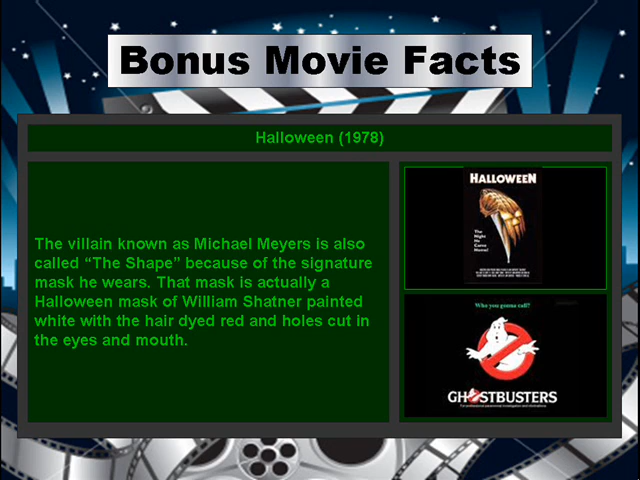 Bonus Movie Facts
Halloween (1978)
The villain known as Michael Meyers is also
called “The Shape” because of the signature
mask he wears. That mask is actually a
Halloween mask of William Shatner painted
white with the hair dyed red and holes cut in
the eyes and mouth.
HALLOWEEN
The
Night
He
Came
Home!
Who you gonna call?
GHOSTBUSTERS